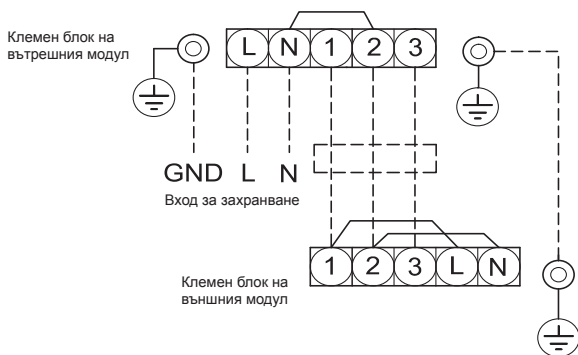 Клемен блок на
вътрешния модул
L N 1 2 3
GND L N
Вход за захранване
1 2 3 L N
Клемен блок на
външния модул